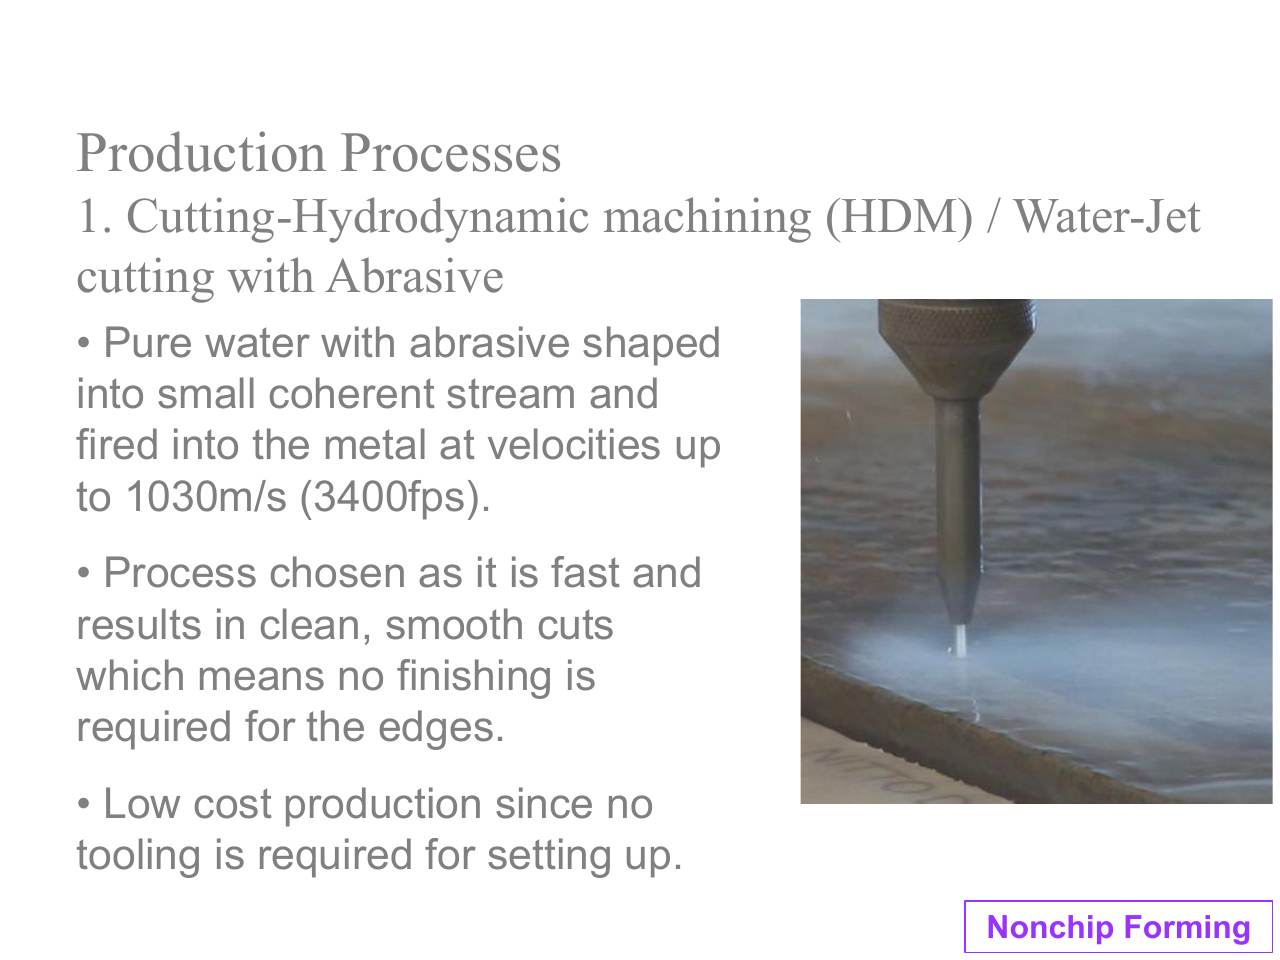 Production Processes
1. Cutting-Hydrodynamic machining (HDM) / Water-Jet
cutting with Abrasive
• Pure water with abrasive shaped
into small coherent stream and
fired into the metal at velocities up
to 1030m/s (3400fps).
• Process chosen as it is fast and
results in clean, smooth cuts
which means no finishing is
required for the edges.
• Low cost production since no
tooling is required for setting up.
Nonchip Forming